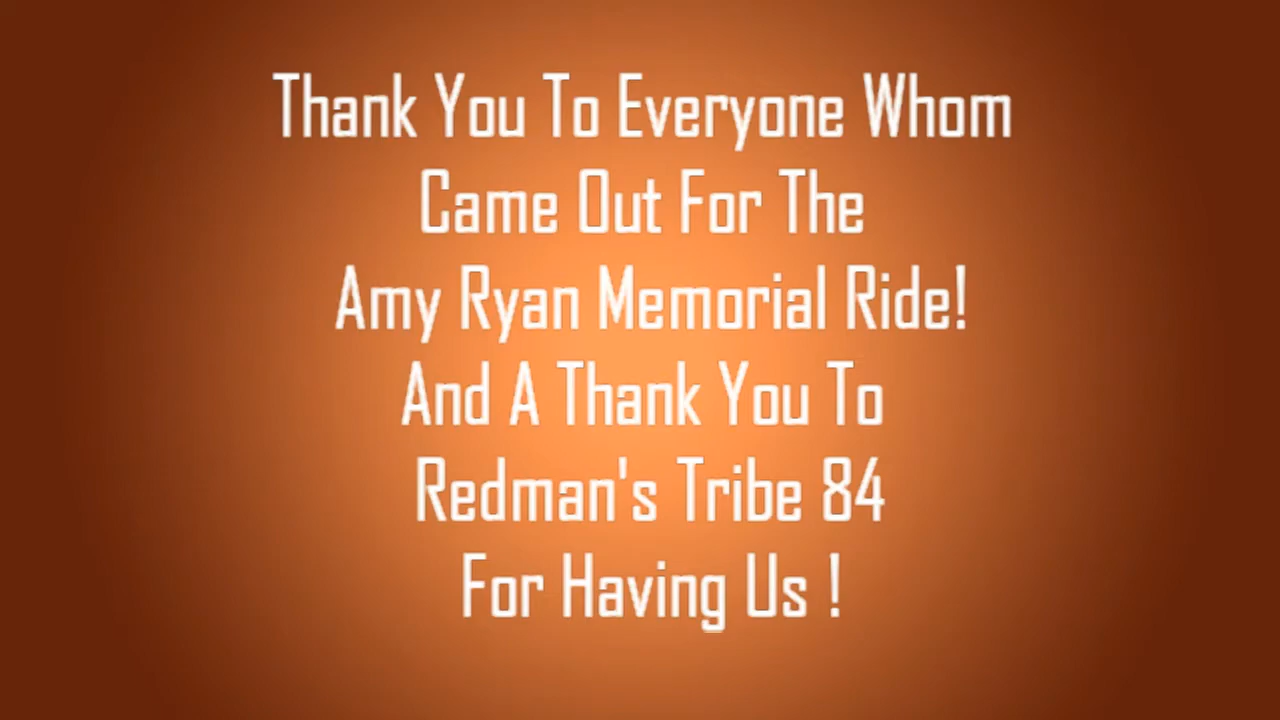 Thank You To Everyone Whom
Came Out For The
Amy Ryan Memorial Ride!
And A Thank You To
Redman's Tribe 84
For Having Us !